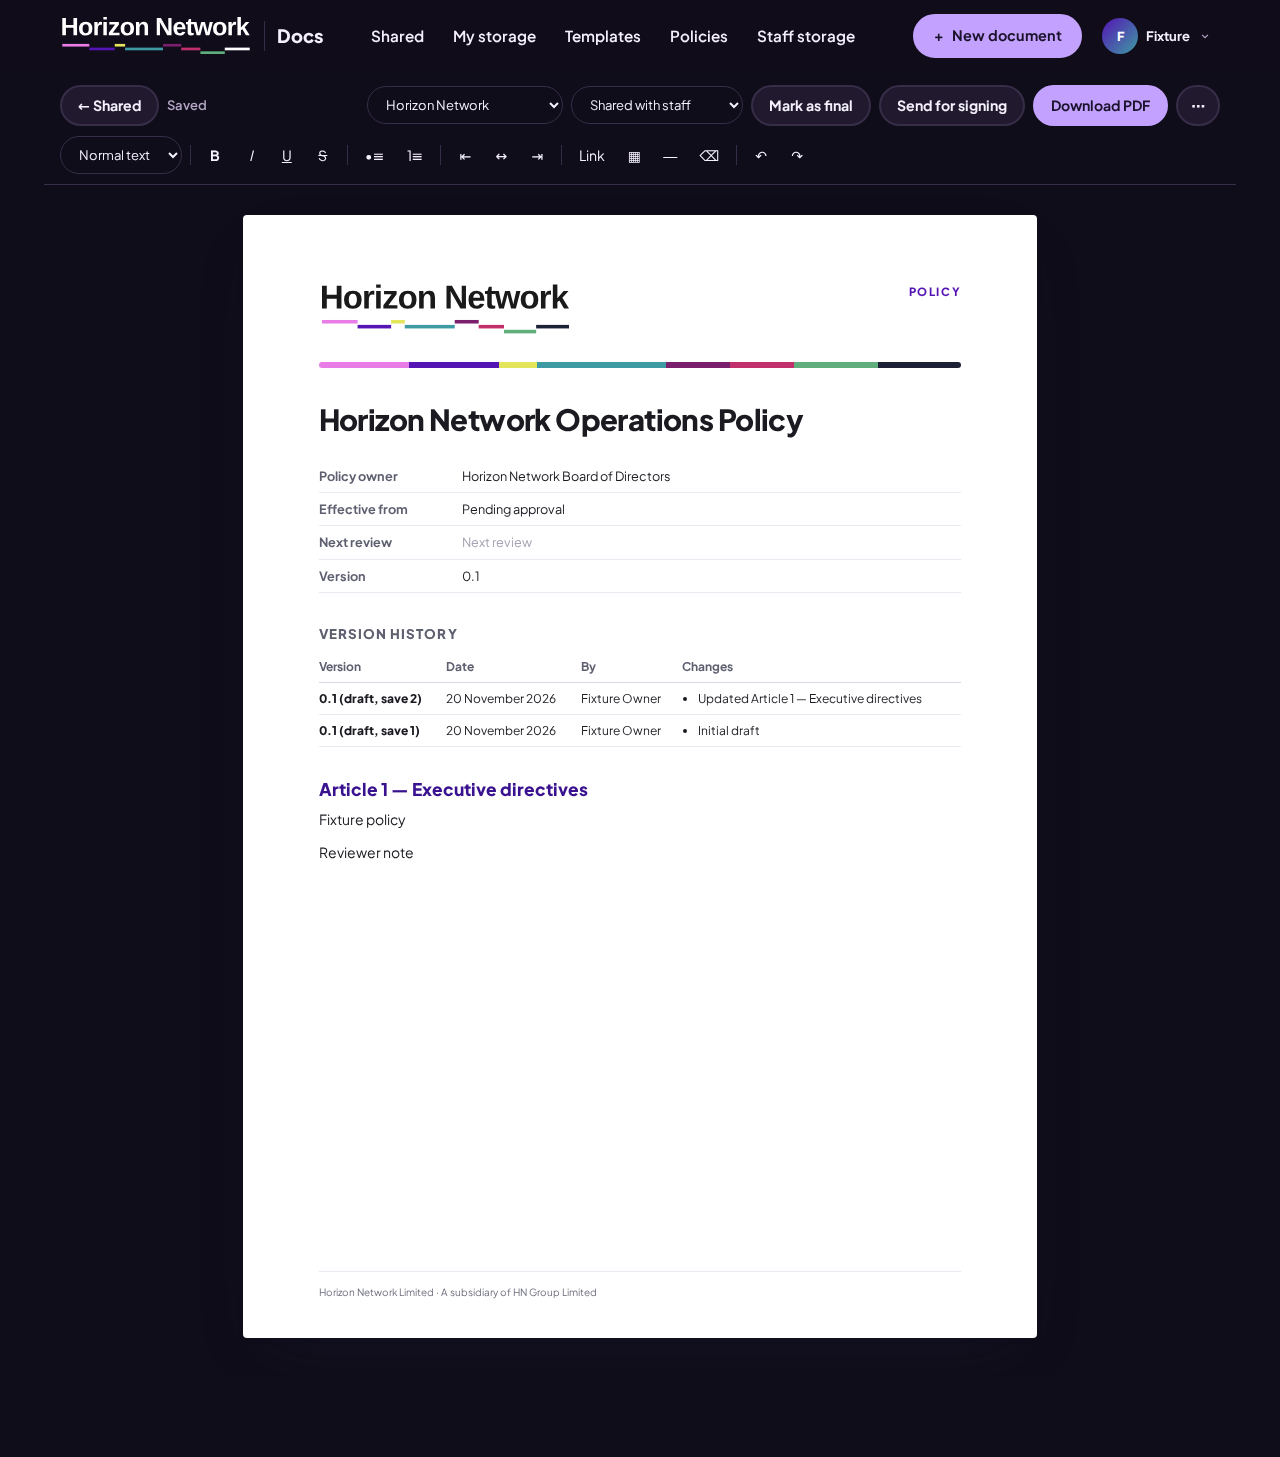 Horizon Network
Docs
Shared
My storage
Templates
Policies
Staff storage
+ New document
F
Fixture
← Shared
Saved
Horizon Network
Shared with staff
Mark as final
Send for signing
Download PDF
···
Normal text
B
I
U
S
•≡
1≡
⇤
↔
⇥
Link
▦
—
⌫
↶
↷
Horizon Network
POLICY
Horizon Network Operations Policy
Policy owner Horizon Network Board of Directors
Effective from Pending approval
Next review Next review
Version 0.1
VERSION HISTORY
Version Date By Changes
0.1 (draft, save 2) 20 November 2026 Fixture Owner • Updated Article 1 — Executive directives
0.1 (draft, save 1) 20 November 2026 Fixture Owner • Initial draft
Article 1 — Executive directives
Fixture policy
Reviewer note
Horizon Network Limited · A subsidiary of HN Group Limited